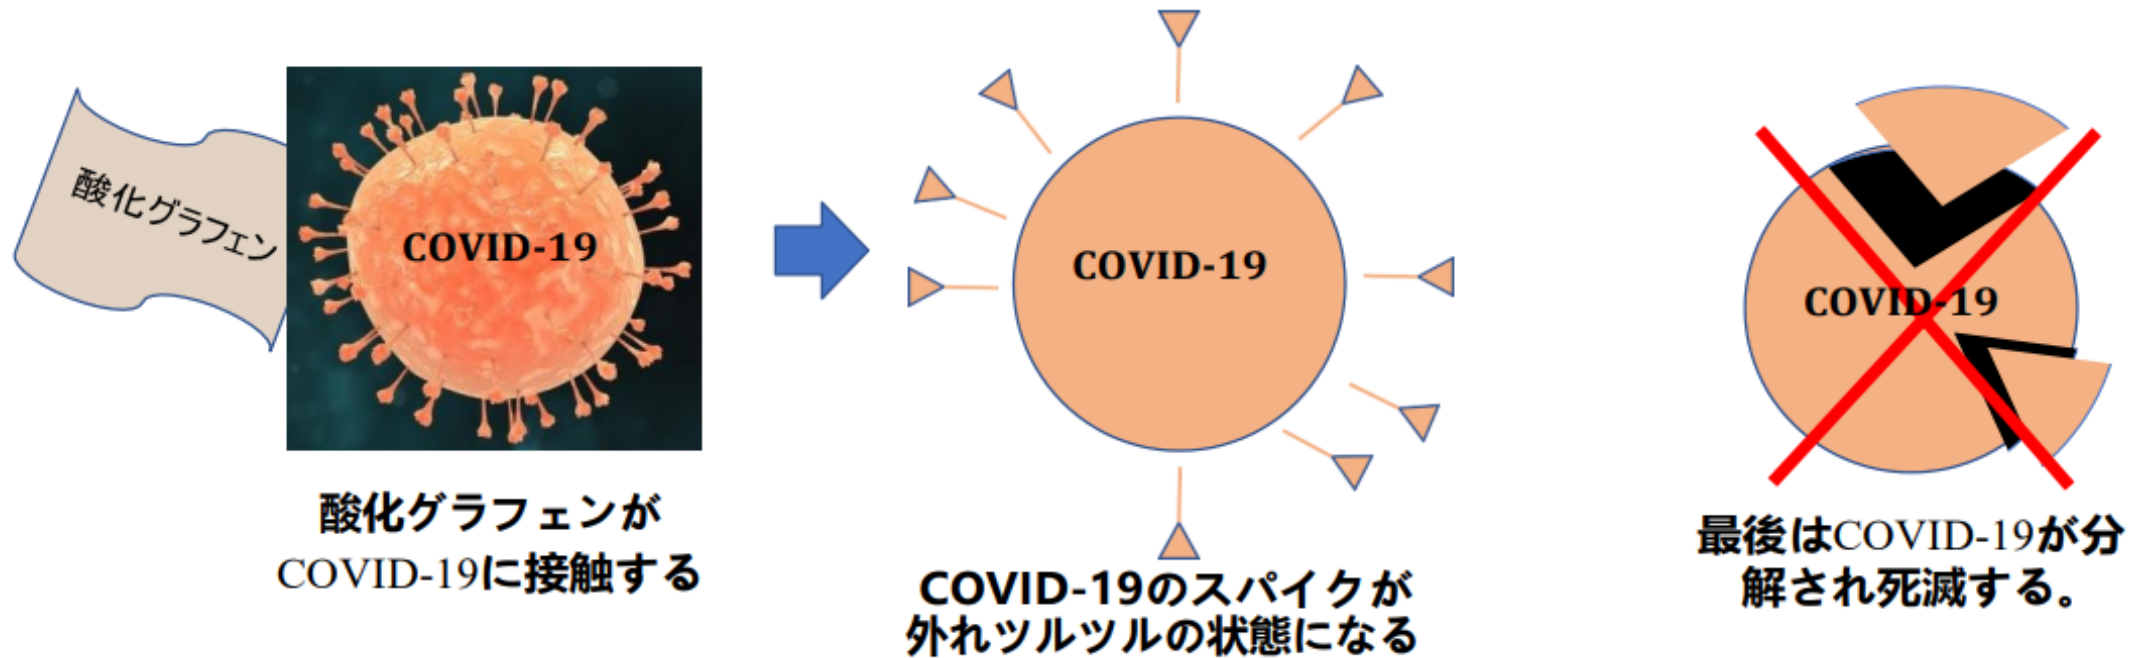 酸化グラフェン
COVID-19
酸化グラフェンが
COVID-19に接触する
COVID-19
COVID-19のスパイクが
外れツルツルの状態になる
COVID-19
最後はCOVID-19が分
解され死滅する。